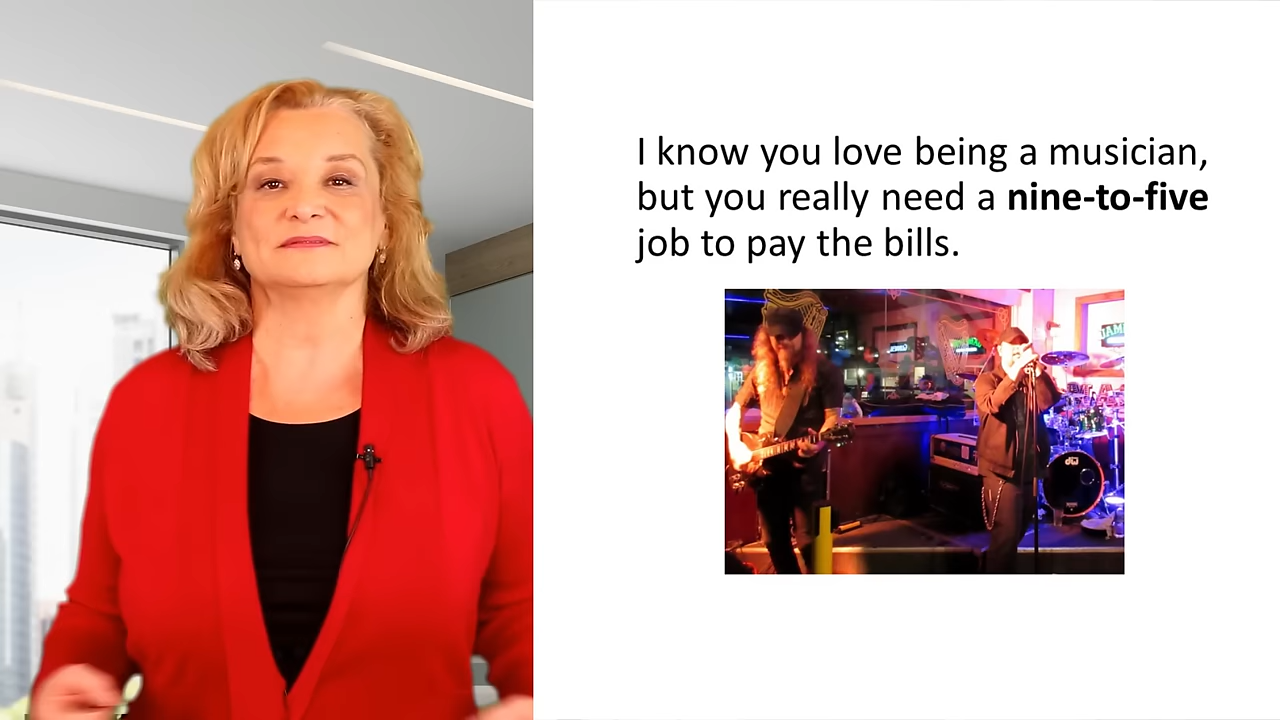 I know you love being a musician,
but you really need a nine-to-five
job to pay the bills.